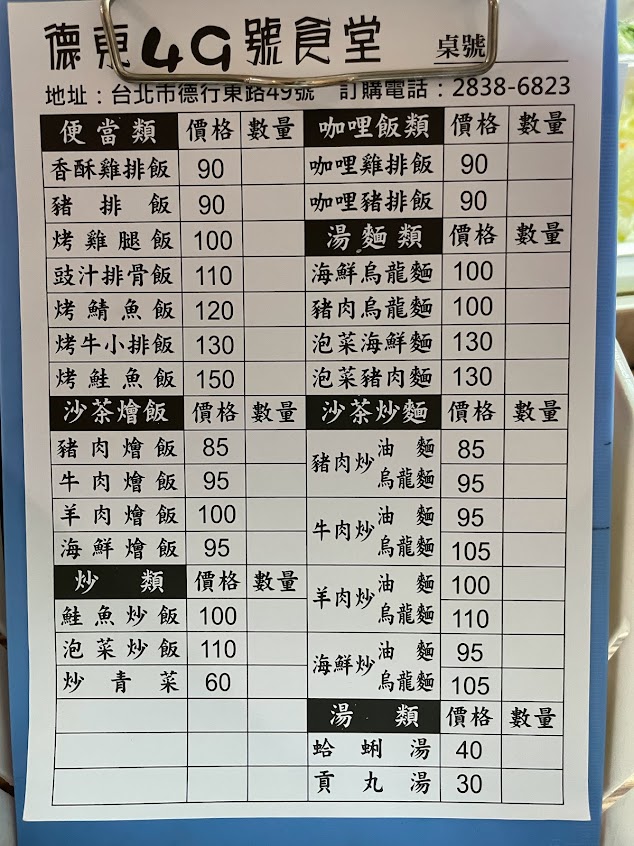 德東49號食堂 桌號
地址：台北市德行東路49號 訂購電話：2838-6823
便當類 價格 數量
香酥雞排飯 90
豬排飯 90
烤雞腿飯 100
豉汁排骨飯 110
烤鯖魚飯 120
烤牛小排飯 130
烤鮭魚飯 150
沙茶燴飯 價格 數量
豬肉燴飯 85
牛肉燴飯 95
羊肉燴飯 100
海鮮燴飯 95
炒類 價格 數量
鮭魚炒飯 100
泡菜炒飯 110
炒青菜 60
咖哩飯類 價格 數量
咖哩雞排飯 90
咖哩豬排飯 90
湯麵類 價格 數量
海鮮烏龍麵 100
豬肉烏龍麵 100
泡菜海鮮麵 130
泡菜豬肉麵 130
沙茶炒麵 價格 數量
豬肉炒 油麵 85
烏龍麵 95
牛肉炒 油麵 95
烏龍麵 105
羊肉炒 油麵 100
烏龍麵 110
海鮮炒 油麵 95
烏龍麵 105
湯類 價格 數量
蛤蜊湯 40
貢丸湯 30